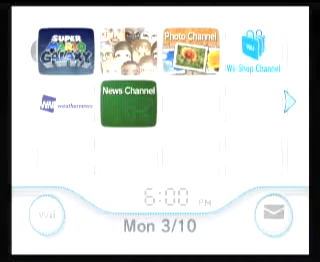 SUPER
MARIO
GALAXY
Photo Channel
Wii Shop Channel
weathernews
News Channel
6:00 PM
Wii
Mon 3/10